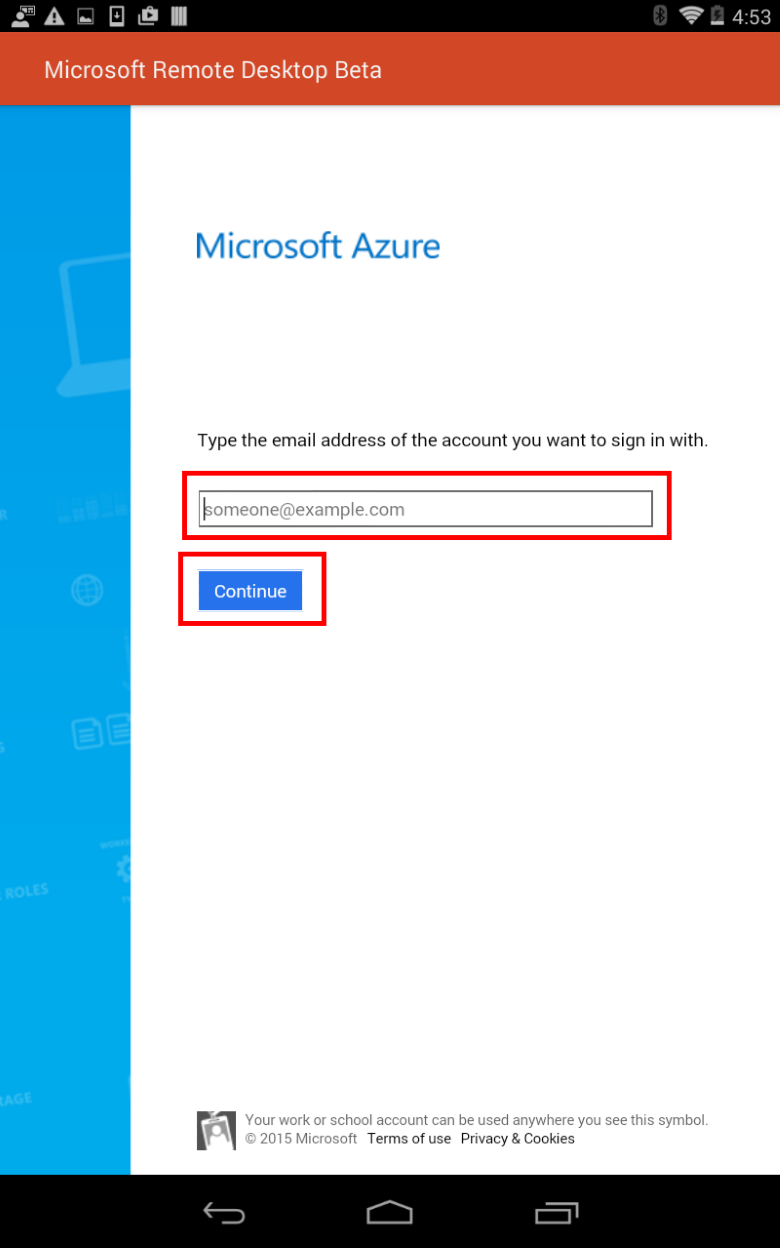 4:53
Microsoft Remote Desktop Beta
Microsoft Azure
Type the email address of the account you want to sign in with.
someone@example.com
Continue
ROLES
Your work or school account can be used anywhere you see this symbol.
© 2015 Microsoft Terms of use Privacy & Cookies